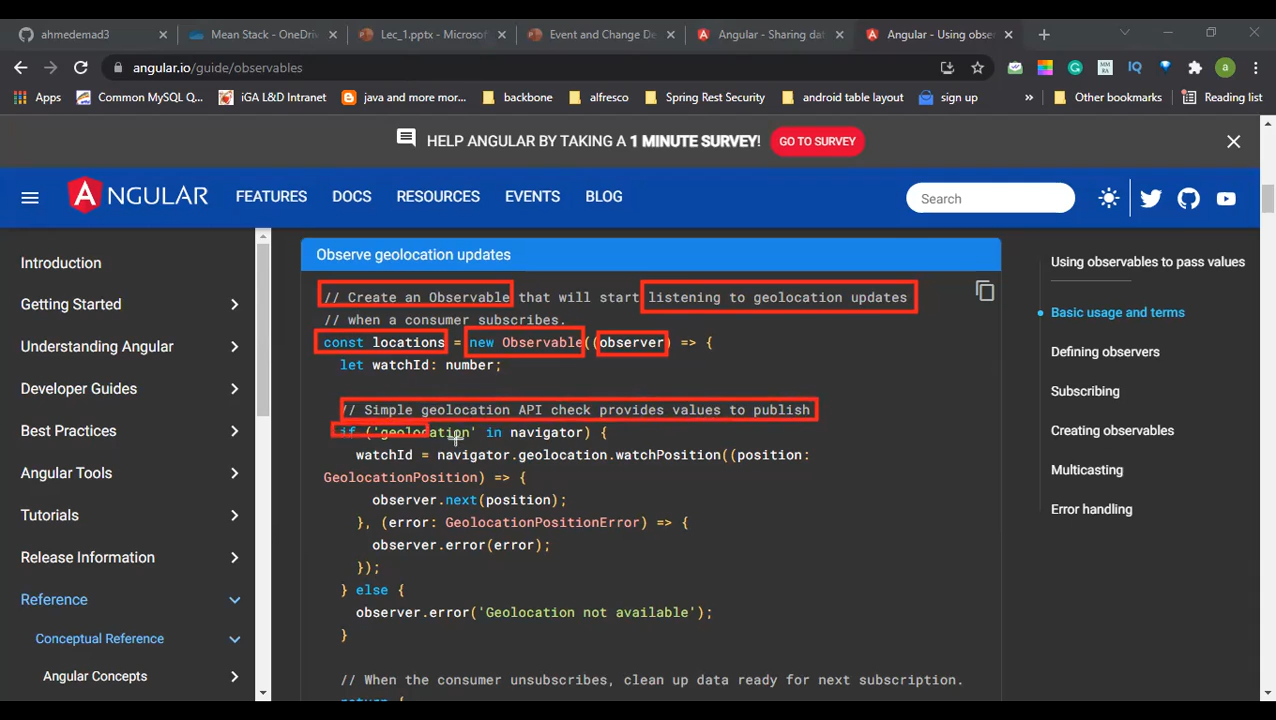 ahmedemad3
Mean Stack - OneDri
Lec_1.pptx - Microsof
Event and Change De
Angular - Sharing dat
Angular - Using obser
angular.io/guide/observables
MM
RA
IQ
a
Apps
Common MySQL Q...
iGA L&D Intranet
java and more mor...
backbone
alfresco
Spring Rest Security
android table layout
sign up
»
Other bookmarks
Reading list
HELP ANGULAR BY TAKING A 1 MINUTE SURVEY!
GO TO SURVEY
A NGULAR
FEATURES
DOCS
RESOURCES
EVENTS
BLOG
Search
Introduction
Getting Started
Understanding Angular
Developer Guides
Best Practices
Angular Tools
Tutorials
Release Information
Reference
Conceptual Reference
Angular Concepts
Observe geolocation updates
// Create an Observable that will start listening to geolocation updates
// when a consumer subscribes.
const locations = new Observable((observer) => {
let watchId: number;
// Simple geolocation API check provides values to publish
if ('geolocation' in navigator) {
watchId = navigator.geolocation.watchPosition((position:
GeolocationPosition) => {
observer.next(position);
}, (error: GeolocationPositionError) => {
observer.error(error);
});
} else {
observer.error('Geolocation not available');
}
// When the consumer unsubscribes, clean up data ready for next subscription.
return {
Using observables to pass values
Basic usage and terms
Defining observers
Subscribing
Creating observables
Multicasting
Error handling